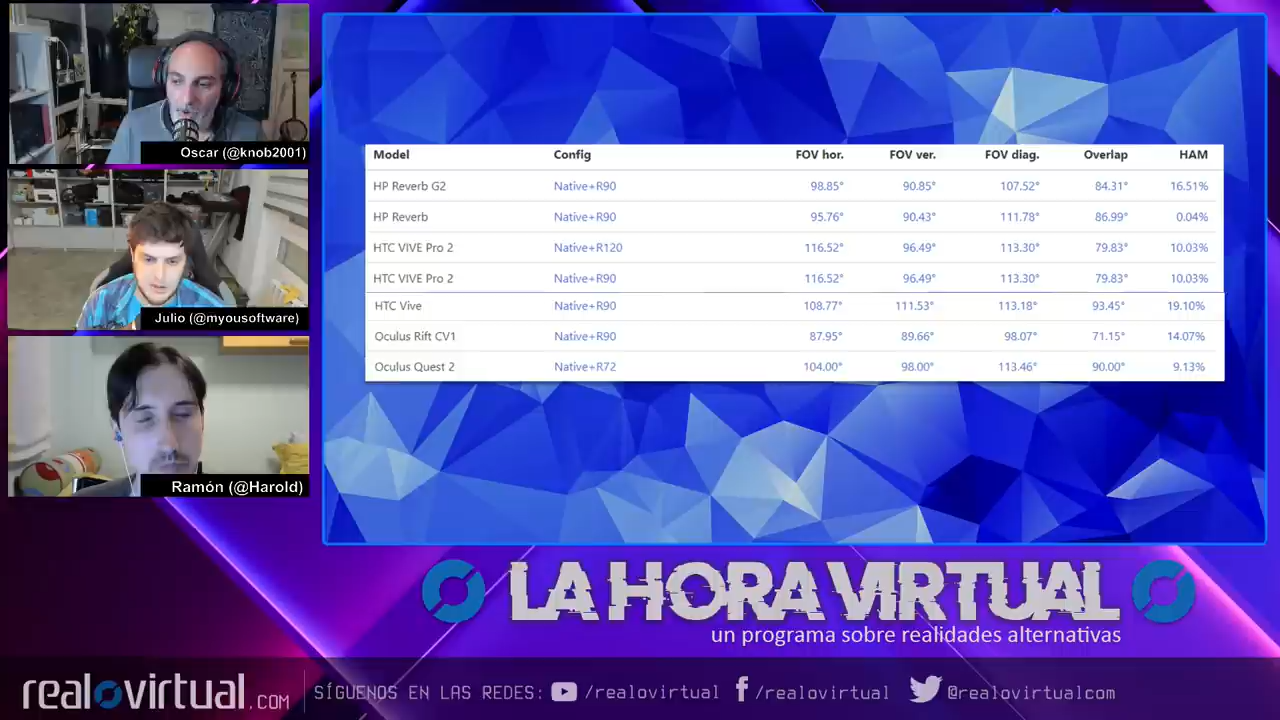 Oscar (@knob2001)
Julio (@myousoftware)
Ramón (@Harold)
Model Config FOV hor. FOV ver. FOV diag. Overlap HAM
HP Reverb G2 Native+R90 98.85° 90.85° 107.52° 84.31° 16.51%
HP Reverb Native+R90 95.76° 90.43° 111.78° 86.99° 0.04%
HTC VIVE Pro 2 Native+R120 116.52° 96.49° 113.30° 79.83° 10.03%
HTC VIVE Pro 2 Native+R90 116.52° 96.49° 113.30° 79.83° 10.03%
HTC Vive Native+R90 108.77° 111.53° 113.18° 93.45° 19.10%
Oculus Rift CV1 Native+R90 87.95° 89.66° 98.07° 71.15° 14.07%
Oculus Quest 2 Native+R72 104.00° 98.00° 113.46° 90.00° 9.13%
LA HORA VIRTUAL
un programa sobre realidades alternativas
realovirtual.com SÍGUENOS EN LAS REDES: /realovirtual /realovirtual @realovirtualcom